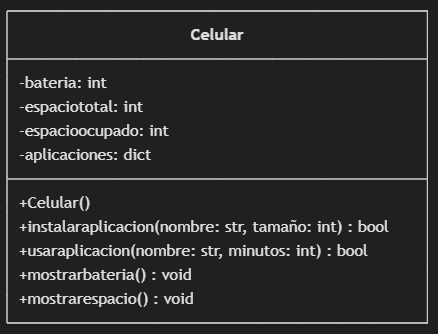 Celular
-bateria: int
-espaciototal: int
-espacioocupado: int
-aplicaciones: dict
+Celular()
+instalaraplicacion(nombre: str, tamaño: int) : bool
+usaraplicacion(nombre: str, minutos: int) : bool
+mostrarbateria() : void
+mostrarespacio() : void